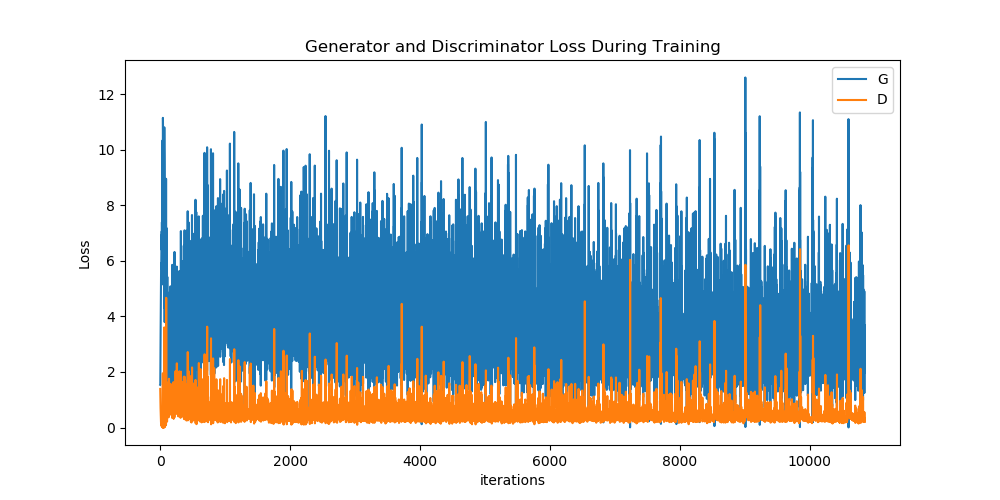 Generator and Discriminator Loss During Training
G
D
12
10
8
6
4
2
0
Loss
0 2000 4000 6000 8000 10000
iterations